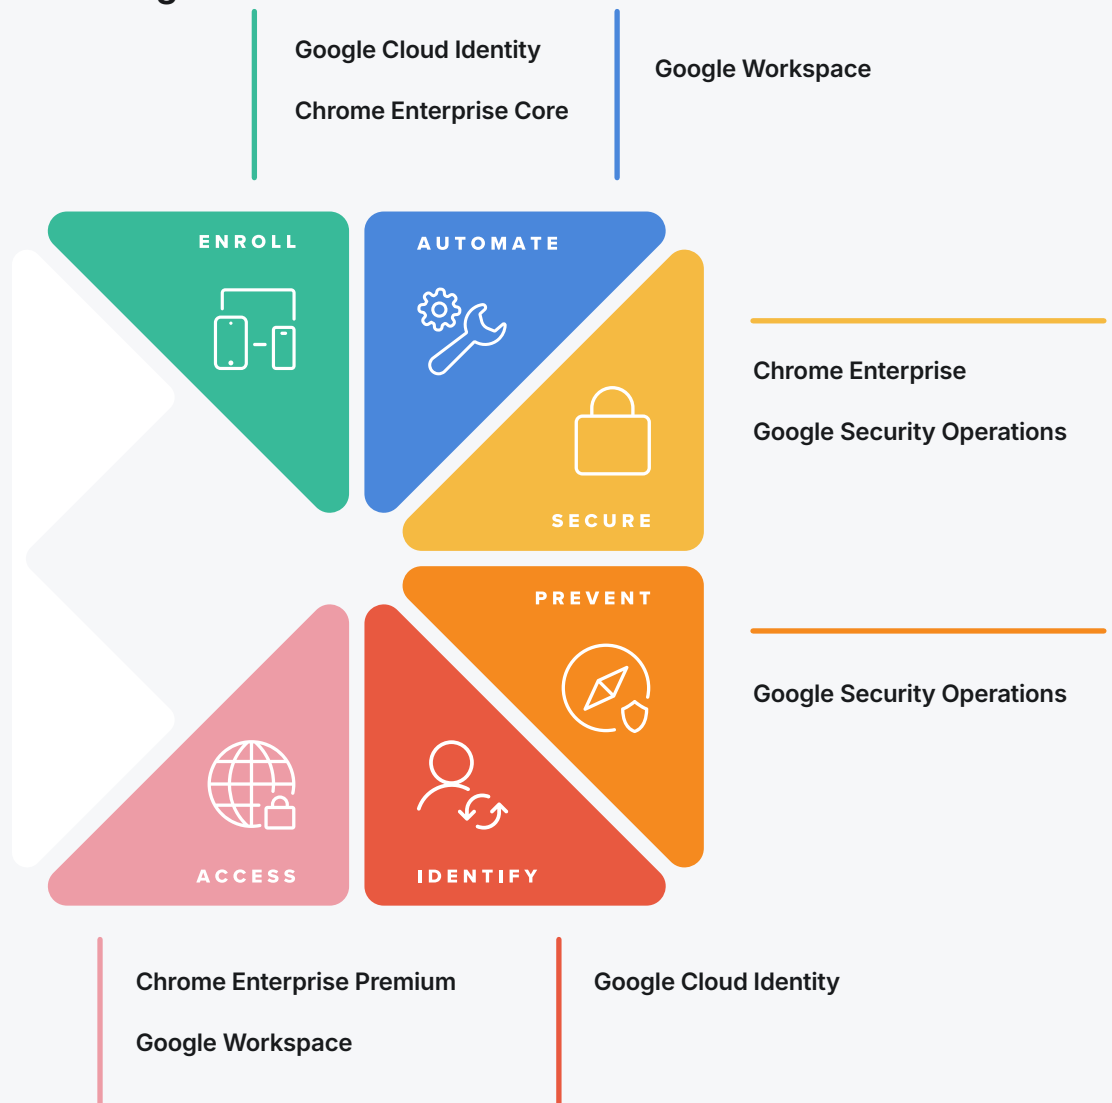 Google Cloud Identity
Chrome Enterprise Core
Google Workspace
ENROLL
AUTOMATE
SECURE
Chrome Enterprise
Google Security Operations
PREVENT
Google Security Operations
ACCESS
IDENTIFY
Chrome Enterprise Premium
Google Workspace
Google Cloud Identity